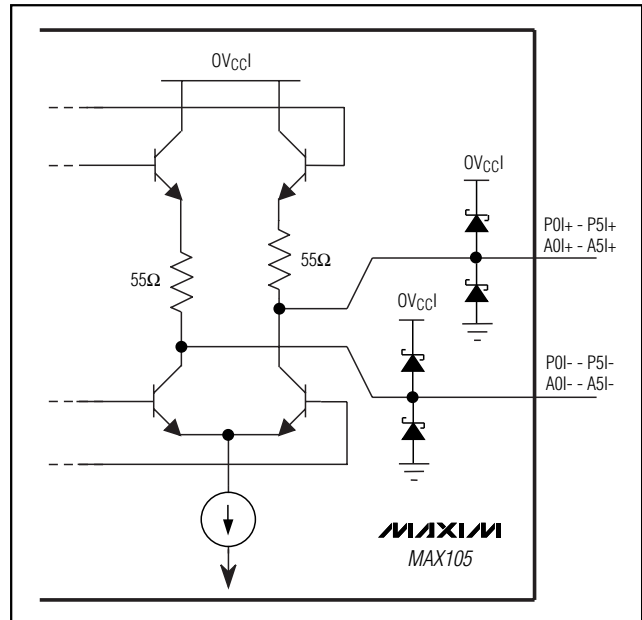 OVCCI
OVCCI
P0I+ - P5I+
A0I+ - A5I+
55Ω
55Ω
OVCCI
P0I- - P5I-
A0I- - A5I-
MAXIM
MAX105